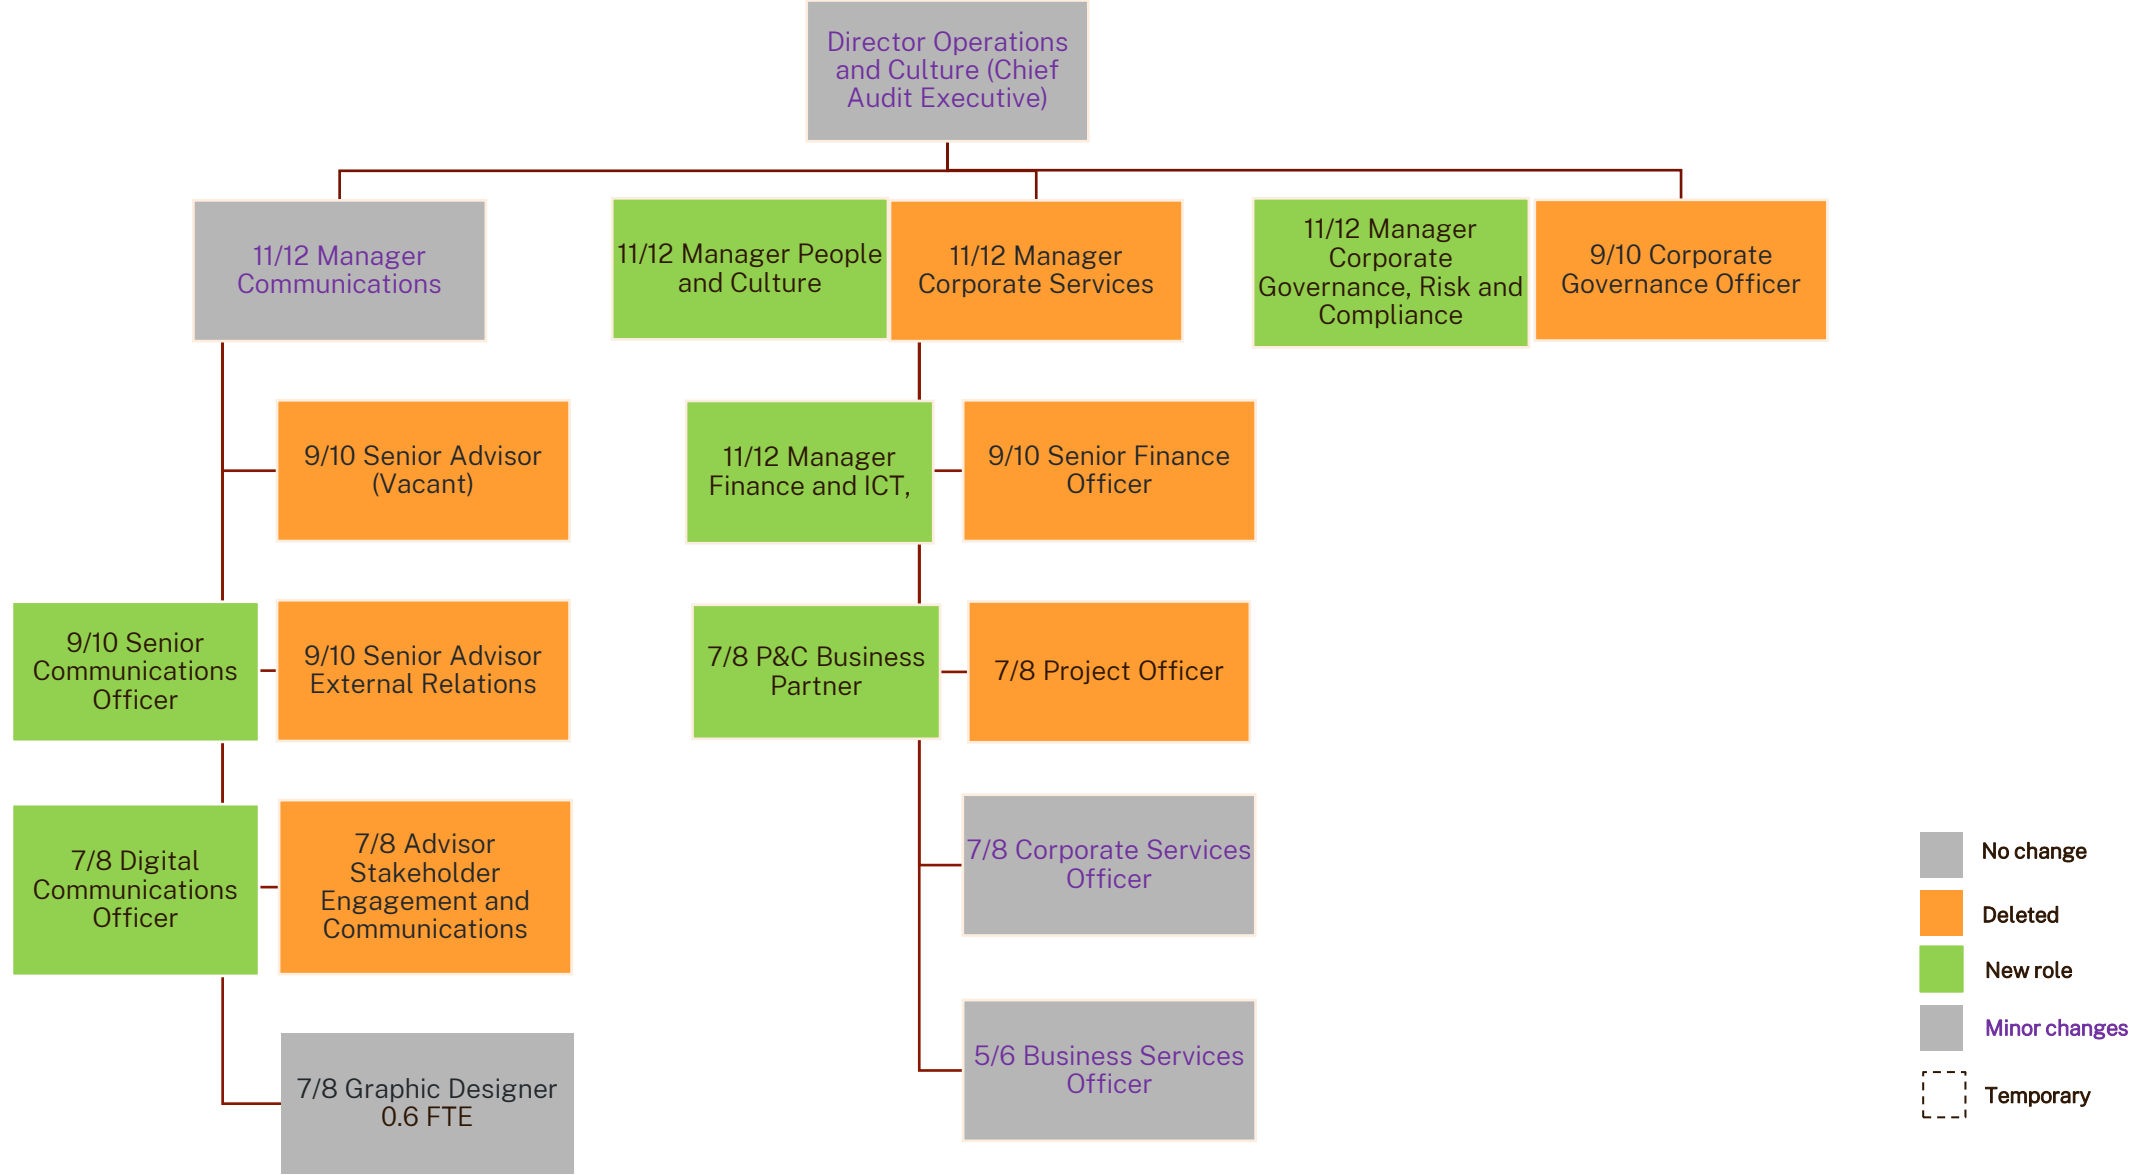 Director Operations
and Culture (Chief
Audit Executive)
11/12 Manager
Communications
11/12 Manager People
and Culture
11/12 Manager
Corporate Services
11/12 Manager
Corporate
Governance, Risk and
Compliance
9/10 Corporate
Governance Officer
9/10 Senior Advisor
(Vacant)
11/12 Manager
Finance and ICT,
9/10 Senior Finance
Officer
9/10 Senior
Communications
Officer
9/10 Senior Advisor
External Relations
7/8 P&C Business
Partner
7/8 Project Officer
7/8 Digital
Communications
Officer
7/8 Advisor
Stakeholder
Engagement and
Communications
7/8 Corporate Services
Officer
7/8 Graphic Designer
0.6 FTE
5/6 Business Services
Officer
No change
Deleted
New role
Minor changes
Temporary